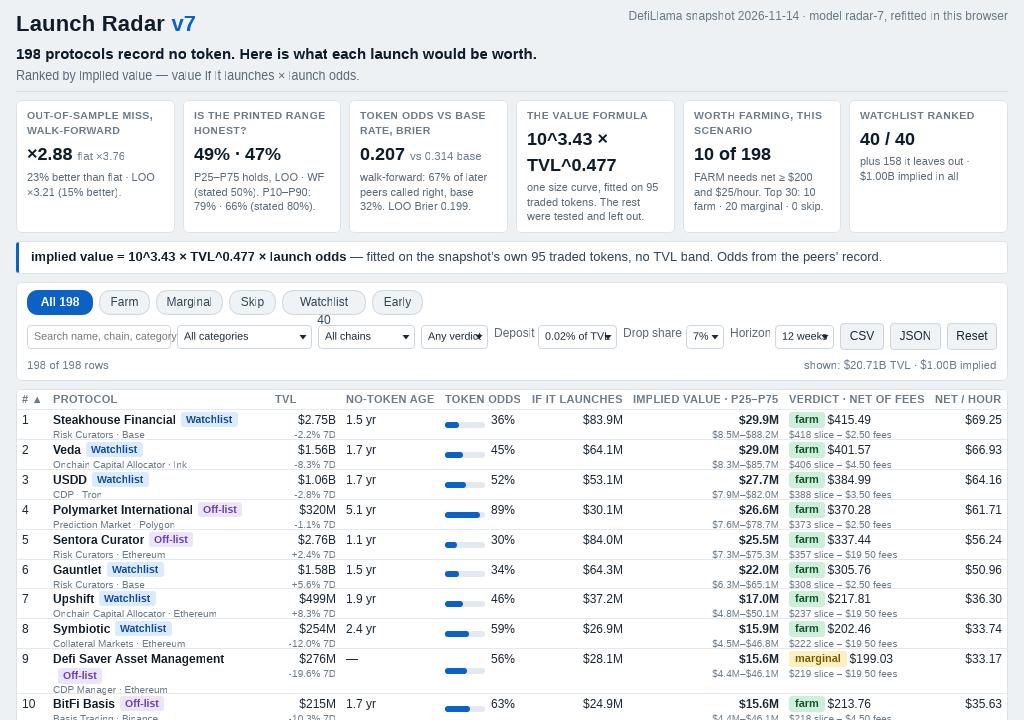 Launch Radar v7
DefiLlama snapshot 2026-11-14 · model radar-7, refitted in this browser
198 protocols record no token. Here is what each launch would be worth.
Ranked by implied value — value if it launches × launch odds.
OUT-OF-SAMPLE MISS, WALK-FORWARD
×2.88 flat ×3.76
23% better than flat · LOO
×3.21 (15% better).
IS THE PRINTED RANGE HONEST?
49% · 47%
P25–P75 holds, LOO · WF
(stated 50%). P10–P90:
79% · 66% (stated 80%).
TOKEN ODDS VS BASE RATE, BRIER
0.207 vs 0.314 base
walk-forward: 67% of later
peers called right, base
32%. LOO Brier 0.199.
THE VALUE FORMULA
10^3.43 ×
TVL^0.477
one size curve, fitted on 95
traded tokens. The rest
were tested and left out.
WORTH FARMING, THIS SCENARIO
10 of 198
FARM needs net ≥ $200
and $25/hour. Top 30: 10
farm · 20 marginal · 0 skip.
WATCHLIST RANKED
40 / 40
plus 158 it leaves out ·
$1.00B implied in all
implied value = 10^3.43 × TVL^0.477 × launch odds — fitted on the snapshot's own 95 traded tokens, no TVL band. Odds from the peers' record.
All 198 Farm Marginal Skip Watchlist 40 Early
Search name, chain, category All categories All chains Any verdict Deposit 0.02% of TVL Drop share 7% Horizon 12 weeks CSV JSON Reset
198 of 198 rows
shown: $20.71B TVL · $1.00B implied
# ▲ PROTOCOL TVL NO-TOKEN AGE TOKEN ODDS IF IT LAUNCHES IMPLIED VALUE · P25–P75 VERDICT · NET OF FEES NET / HOUR
1 Steakhouse Financial Watchlist $2.75B 1.5 yr 36% $83.9M $29.9M farm $415.49 $69.25
Risk Curators · Base -2.2% 7D $8.5M–$88.2M $418 slice – $2.50 fees
2 Veda Watchlist $1.56B 1.7 yr 45% $64.1M $29.0M farm $401.57 $66.93
Onchain Capital Allocator · Ink -8.3% 7D $8.3M–$85.7M $406 slice – $4.50 fees
3 USDD Watchlist $1.06B 1.7 yr 52% $53.1M $27.7M farm $384.99 $64.16
CDP · Tron -2.8% 7D $7.9M–$82.0M $388 slice – $3.50 fees
4 Polymarket International Off-list $320M 5.1 yr 89% $30.1M $26.6M farm $370.28 $61.71
Prediction Market · Polygon -1.1% 7D $7.6M–$78.7M $373 slice – $2.50 fees
5 Sentora Curator Off-list $2.76B 1.1 yr 30% $84.0M $25.5M farm $337.44 $56.24
Risk Curators · Ethereum +2.4% 7D $7.3M–$75.3M $357 slice – $19.50 fees
6 Gauntlet Watchlist $1.58B 1.5 yr 34% $64.3M $22.0M farm $305.76 $50.96
Risk Curators · Base +5.6% 7D $6.3M–$65.1M $308 slice – $2.50 fees
7 Upshift Watchlist $499M 1.9 yr 46% $37.2M $17.0M farm $217.81 $36.30
Onchain Capital Allocator · Ethereum +8.3% 7D $4.8M–$50.1M $237 slice – $19.50 fees
8 Symbiotic Watchlist $254M 2.4 yr 59% $26.9M $15.9M farm $202.46 $33.74
Collateral Markets · Ethereum -12.0% 7D $4.5M–$46.8M $222 slice – $19.50 fees
9 Defi Saver Asset Management Off-list $276M — 56% $28.1M $15.6M marginal $199.03 $33.17
CDP Manager · Ethereum -19.6% 7D $4.4M–$46.1M $219 slice – $19.50 fees
10 BitFi Basis Off-list $215M 1.7 yr 63% $24.9M $15.6M farm $213.76 $35.63
Basis Trading · Binance -10.3% 7D $4.4M–$46.1M $218 slice – $4.50 fees